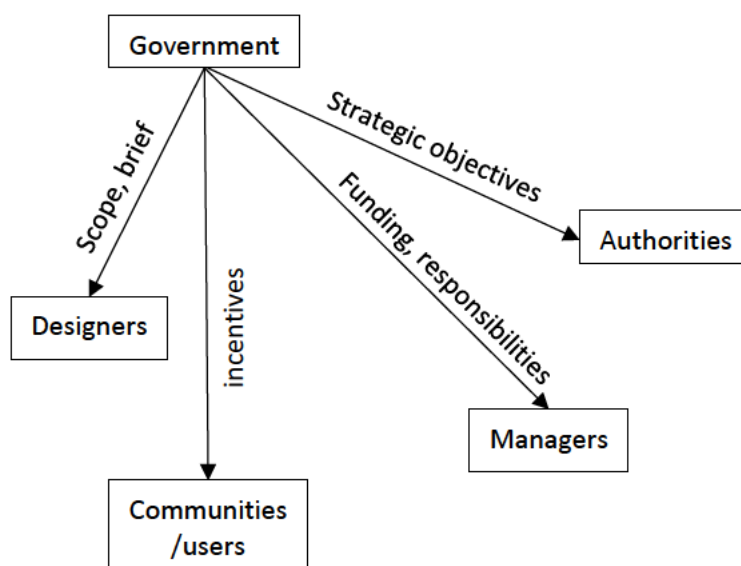 Government
Strategic objectives
Scope, brief
Funding, responsibilities
Authorities
Designers
incentives
Managers
Communities
/users